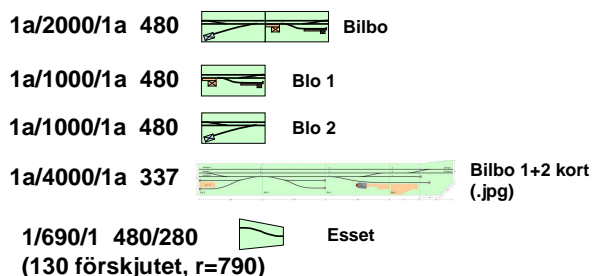 1a/2000/1a 480 Bilbo
1a/1000/1a 480 Blo 1
1a/1000/1a 480 Blo 2
1a/4000/1a 337 Bilbo 1+2 kort
(.jpg)
1/690/1 480/280 Esset
(130 förskjutet, r=790)